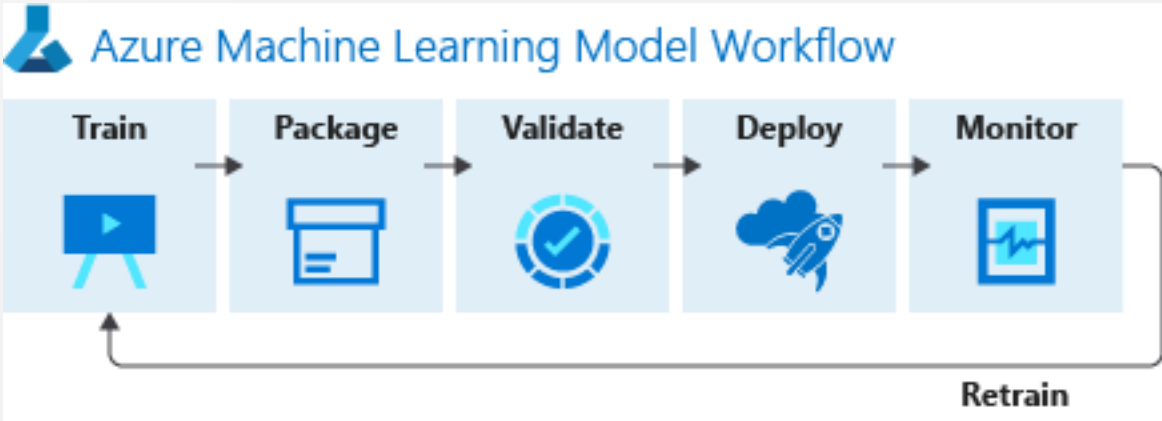 Azure Machine Learning Model Workflow
Train
Package
Validate
Deploy
Monitor
Retrain